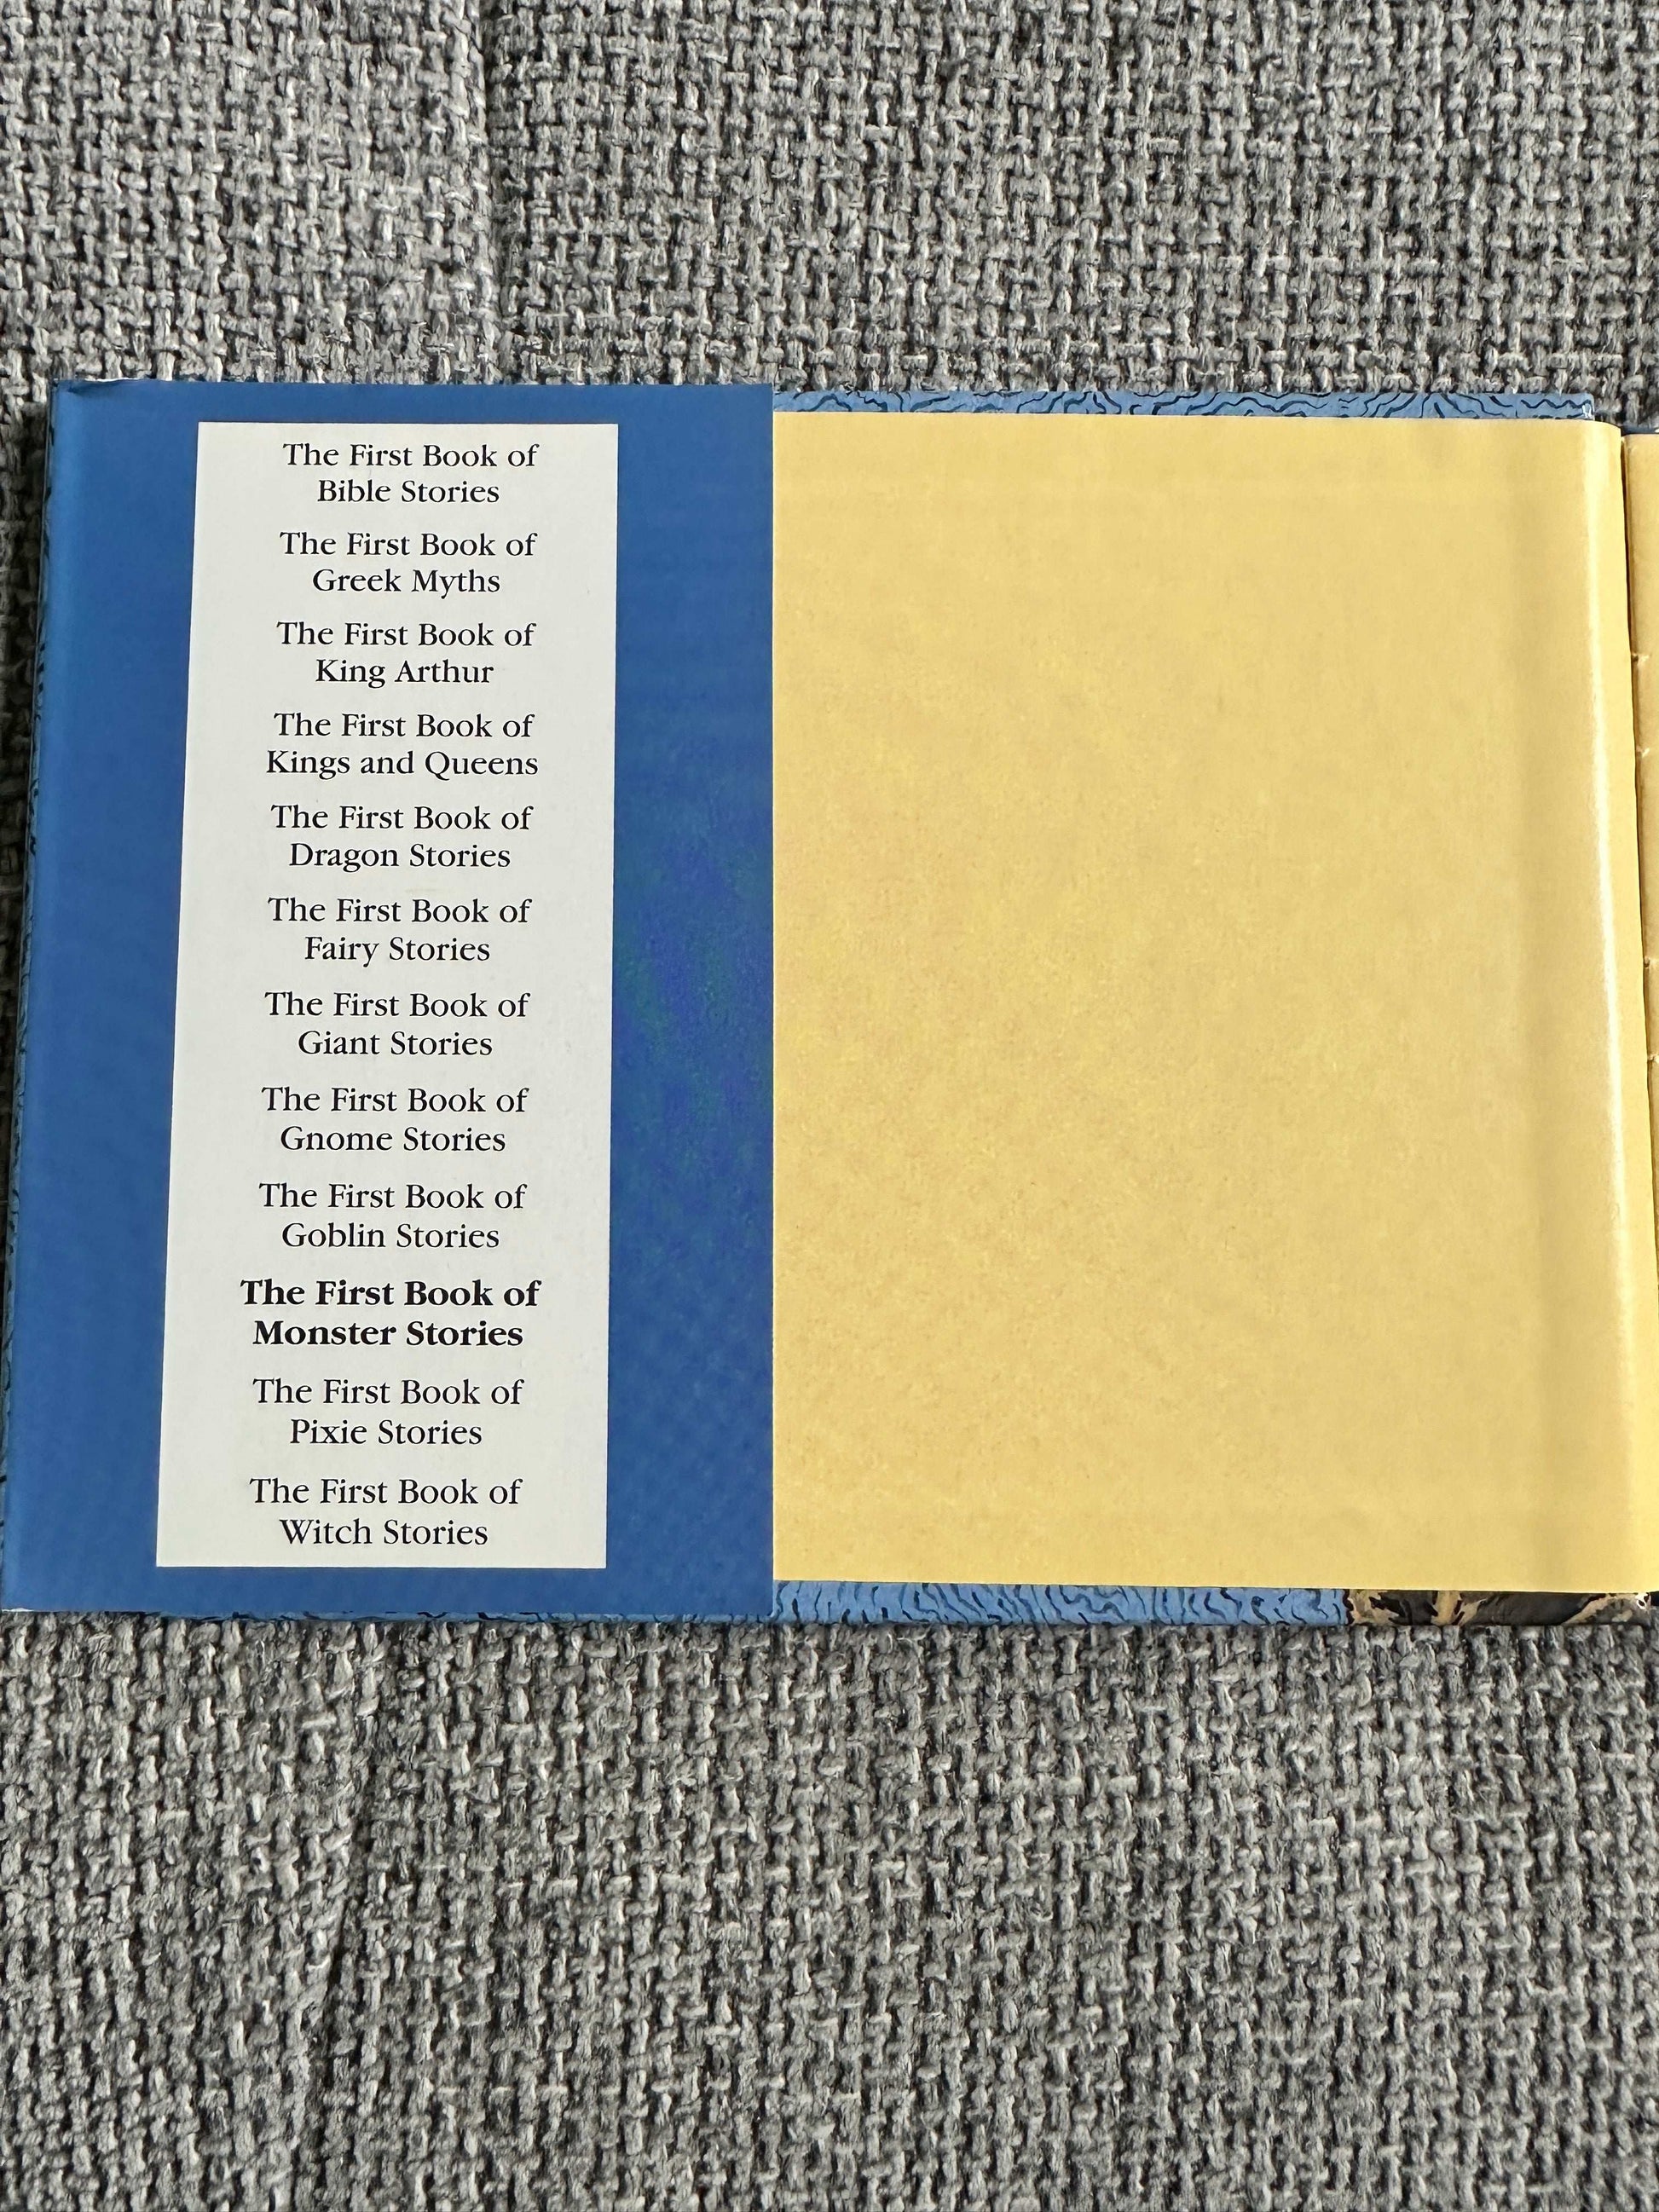 The First Book of
Bible Stories
The First Book of
Greek Myths
The First Book of
King Arthur
The First Book of
Kings and Queens
The First Book of
Dragon Stories
The First Book of
Fairy Stories
The First Book of
Giant Stories
The First Book of
Gnome Stories
The First Book of
Goblin Stories
The First Book of
Monster Stories
The First Book of
Pixie Stories
The First Book of
Witch Stories